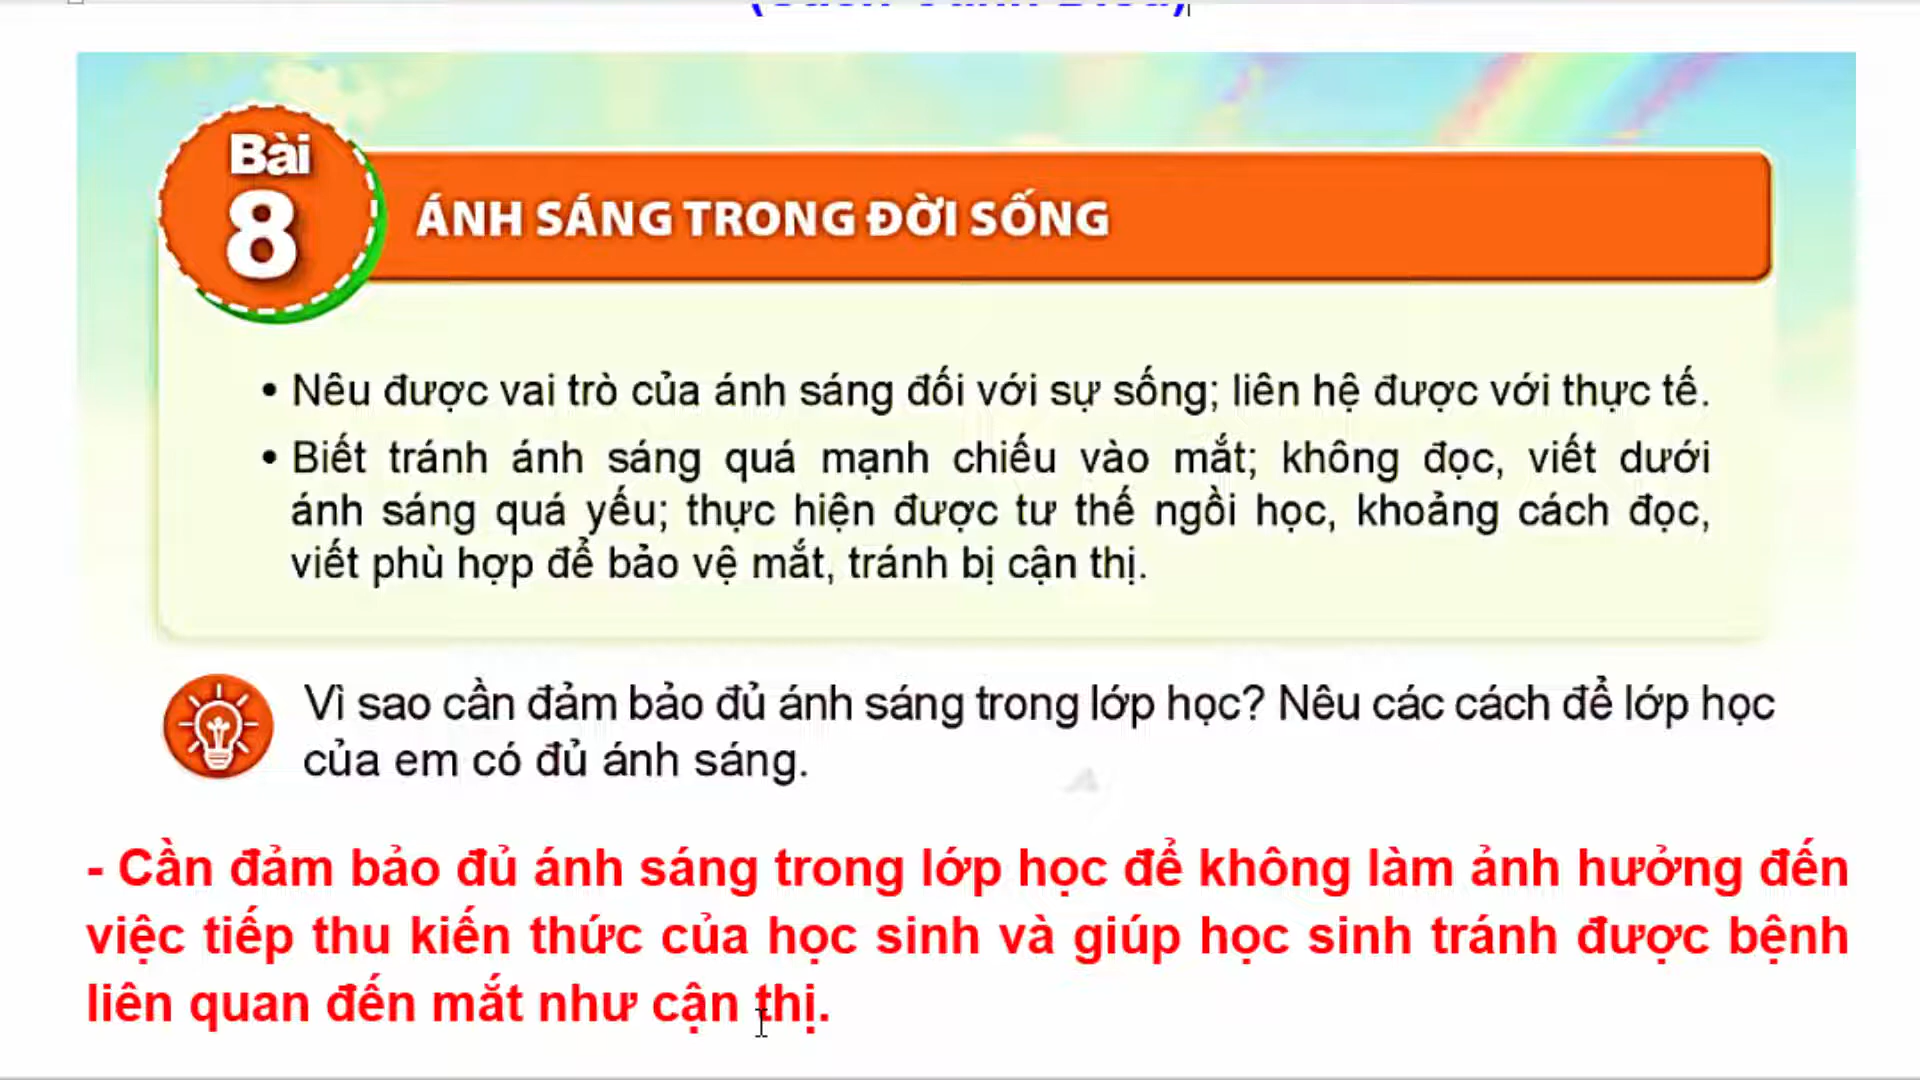 Bài
8
ÁNH SÁNG TRONG ĐỜI SỐNG
• Nêu được vai trò của ánh sáng đối với sự sống; liên hệ được với thực tế.
• Biết tránh ánh sáng quá mạnh chiếu vào mắt; không đọc, viết dưới
ánh sáng quá yếu; thực hiện được tư thế ngồi học, khoảng cách đọc,
viết phù hợp để bảo vệ mắt, tránh bị cận thị.
Vì sao cần đảm bảo đủ ánh sáng trong lớp học? Nêu các cách để lớp học
của em có đủ ánh sáng.
- Cần đảm bảo đủ ánh sáng trong lớp học để không làm ảnh hưởng đến
việc tiếp thu kiến thức của học sinh và giúp học sinh tránh được bệnh
liên quan đến mắt như cận thị.